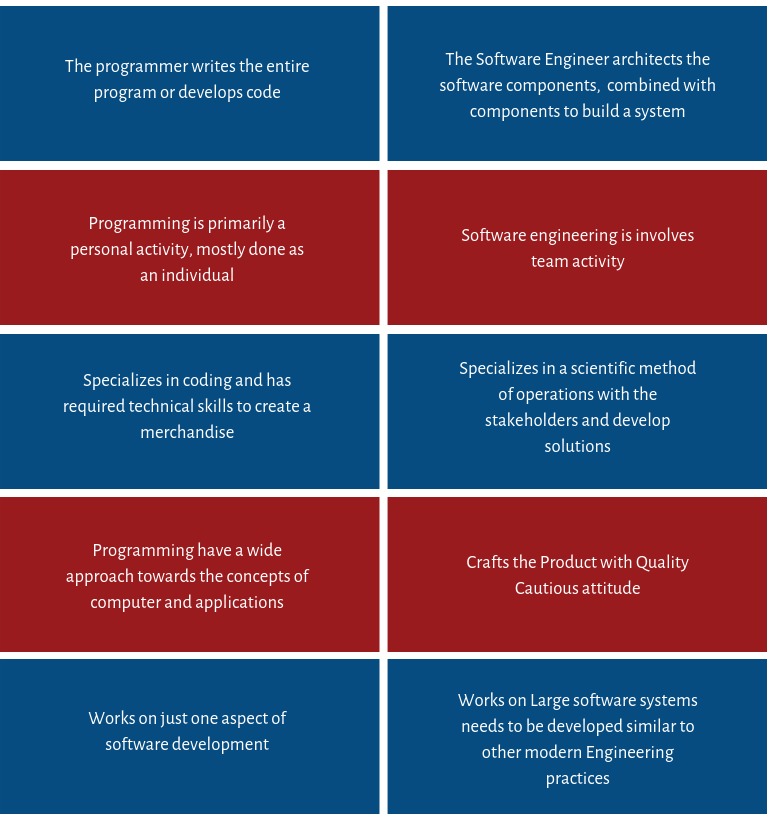 The programmer writes the entire
program or develops code
The Software Engineer architects the
software components,  combined with
components to build a system
Programming is primarily a
personal activity, mostly done as
an individual
Software engineering is involves
team activity
Specializes in coding and has
required technical skills to create a
merchandise
Specializes in a scientific method
of operations with the
stakeholders and develop
solutions
Programming have a wide
approach towards the concepts of
computer and applications
Crafts the Product with Quality
Cautious attitude
Works on just one aspect of
software development
Works on Large software systems
needs to be developed similar to
other modern Engineering
practices